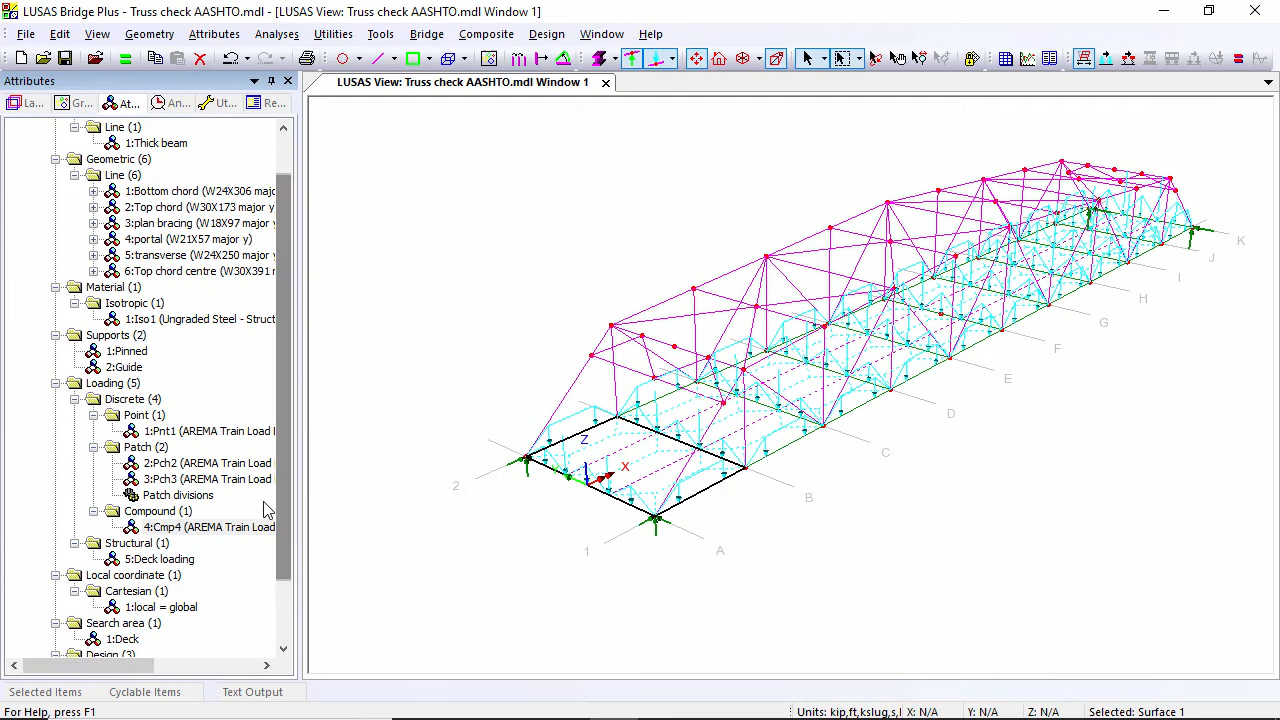 LUSAS Bridge Plus - Truss check AASHTO.mdl - [LUSAS View: Truss check AASHTO.mdl Window 1]
File Edit View Geometry Attributes Analyses Utilities Tools Bridge Composite Design Window Help
Attributes
LUSAS View: Truss check AASHTO.mdl Window 1
La... Gr... At... An... Ut... Re...
Line (1)
1:Thick beam
Geometric (6)
Line (6)
1:Bottom chord (W24X306 majo
2:Top chord (W30X173 major y
3:plan bracing (W18X97 major y
4:portal (W21X57 major y)
5:transverse (W24X250 major y
6:Top chord centre (W30X391 m
Material (1)
Isotropic (1)
1:Iso1 (Ungraded Steel - Struct
Supports (2)
1:Pinned
2:Guide
Loading (5)
Discrete (4)
Point (1)
1:Pnt1 (AREMA Train Load
Patch (2)
2:Pch2 (AREMA Train Load
3:Pch3 (AREMA Train Load
Patch divisions
Compound (1)
4:Cmp4 (AREMA Train Load
Structural (1)
5:Deck loading
Local coordinate (1)
Cartesian (1)
1:local = global
Search area (1)
1:Deck
Design (3)
K
J
I
H
G
F
E
D
C
B
A
Z
X
Y
2
1
Selected Items Cyclable Items Text Output
For Help, press F1
Units: kip,ft,kslug,s, X: N/A Y: N/A Z: N/A Selected: Surface 1